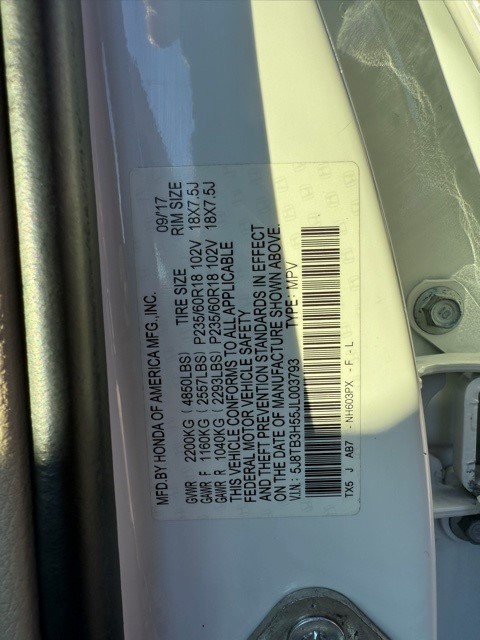 MFD.BY HONDA OF AMERICA MFG.,INC. 09/'17
TIRE SIZE RIM SIZE
GVWR 2200KG ( 4850LBS)
GAWR F 1160KG ( 2557LBS) P235/60R18 102V 18X7.5J
GAWR R 1040KG ( 2293LBS) P235/60R18 102V 18X7.5J
THIS VEHICLE CONFORMS TO ALL APPLICABLE
FEDERAL MOTOR VEHICLE SAFETY
AND THEFT PREVENTION STANDARDS IN EFFECT
ON THE DATE OF MANUFACTURE SHOWN ABOVE.
V.I.N: 5J8TB3H55JL003793 TYPE: MPV
TX5 J AB7 - NH603PX - F - L